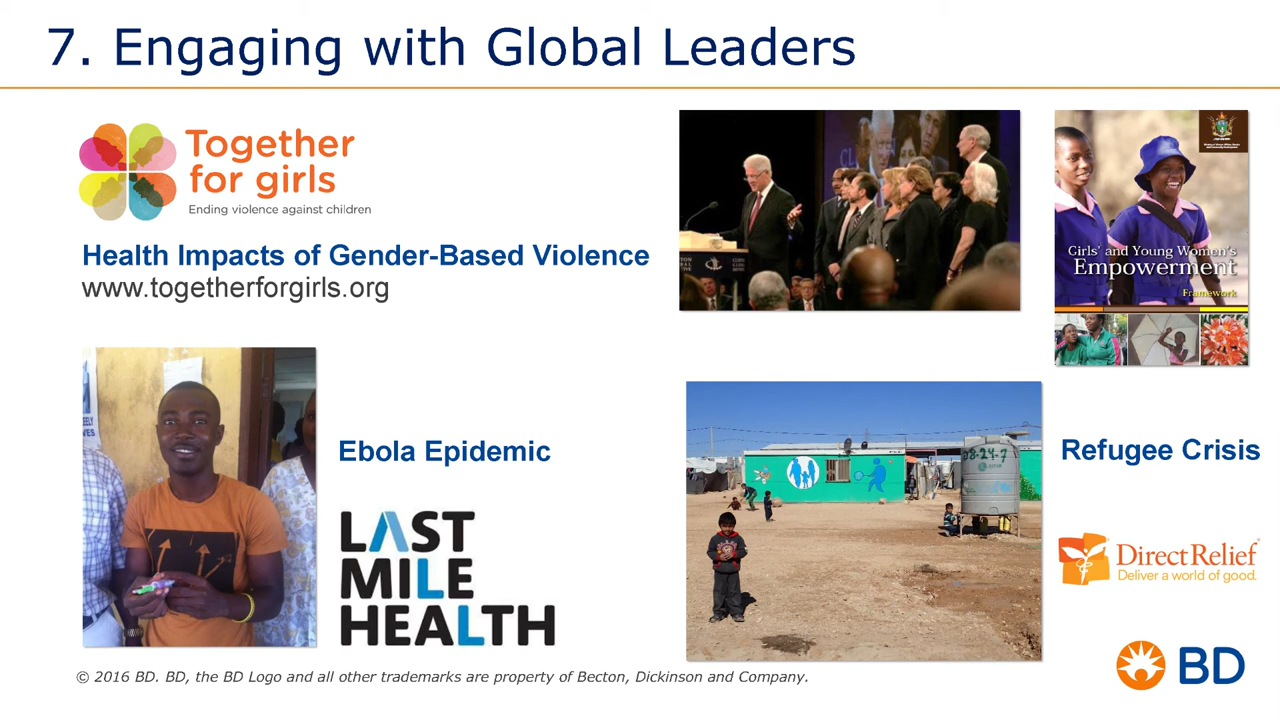 7. Engaging with Global Leaders
Together
for girls
Ending violence against children
Health Impacts of Gender-Based Violence
www.togetherforgirls.org
Girls' and Young Women's
Empowerment
Framework
Ebola Epidemic
LAST
MILE
HEALTH
08-24-7
Refugee Crisis
DirectRelief
Deliver a world of good.
© 2016 BD. BD, the BD Logo and all other trademarks are property of Becton, Dickinson and Company.
BD